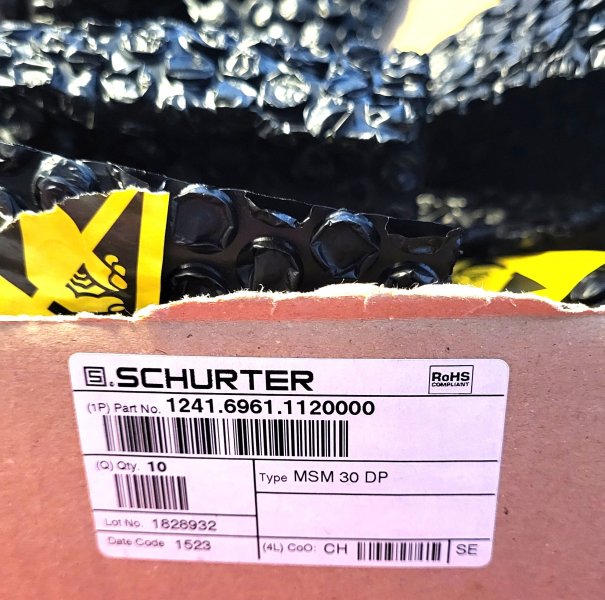 SCHURTER
RoHS
COMPLIANT
(1P) Part No. 1241.6961.1120000
(Q) Qty. 10
Type MSM 30 DP
Lot No. 1828932
Date Code 1523
(4L) CoO: CH
SE